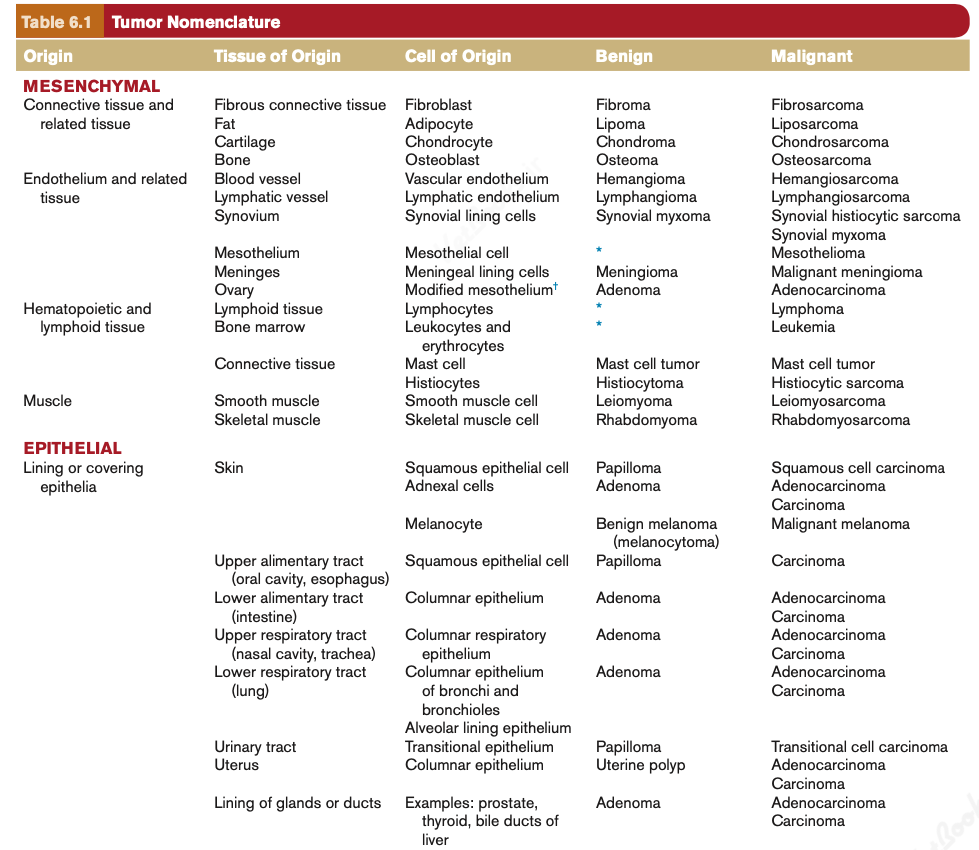 Table 6.1 Tumor Nomenclature
Origin Tissue of Origin Cell of Origin Benign Malignant
MESENCHYMAL
Connective tissue and Fibrous connective tissue Fibroblast Fibroma Fibrosarcoma
related tissue Fat Adipocyte Lipoma Liposarcoma
Cartilage Chondrocyte Chondroma Chondrosarcoma
Bone Osteoblast Osteoma Osteosarcoma
Endothelium and related Blood vessel Vascular endothelium Hemangioma Hemangiosarcoma
tissue Lymphatic vessel Lymphatic endothelium Lymphangioma Lymphangiosarcoma
Synovium Synovial lining cells Synovial myxoma Synovial histiocytic sarcoma
Synovial myxoma
Mesothelium Mesothelial cell * Mesothelioma
Meninges Meningeal lining cells Meningioma Malignant meningioma
Ovary Modified mesothelium† Adenoma Adenocarcinoma
Hematopoietic and Lymphoid tissue Lymphocytes * Lymphoma
lymphoid tissue Bone marrow Leukocytes and * Leukemia
erythrocytes
Connective tissue Mast cell Mast cell tumor Mast cell tumor
Histiocytes Histiocytoma Histiocytic sarcoma
Muscle Smooth muscle Smooth muscle cell Leiomyoma Leiomyosarcoma
Skeletal muscle Skeletal muscle cell Rhabdomyoma Rhabdomyosarcoma
EPITHELIAL
Lining or covering Skin Squamous epithelial cell Papilloma Squamous cell carcinoma
epithelia Adnexal cells Adenoma Adenocarcinoma
Carcinoma
Melanocyte Benign melanoma Malignant melanoma
(melanocytoma)
Upper alimentary tract Squamous epithelial cell Papilloma Carcinoma
(oral cavity, esophagus)
Lower alimentary tract Columnar epithelium Adenoma Adenocarcinoma
(intestine) Carcinoma
Upper respiratory tract Columnar respiratory Adenoma Adenocarcinoma
(nasal cavity, trachea) epithelium Carcinoma
Lower respiratory tract Columnar epithelium Adenoma Adenocarcinoma
(lung) of bronchi and Carcinoma
bronchioles
Alveolar lining epithelium
Urinary tract Transitional epithelium Papilloma Transitional cell carcinoma
Uterus Columnar epithelium Uterine polyp Adenocarcinoma
Carcinoma
Lining of glands or ducts Examples: prostate, Adenoma Adenocarcinoma
thyroid, bile ducts of Carcinoma
liver